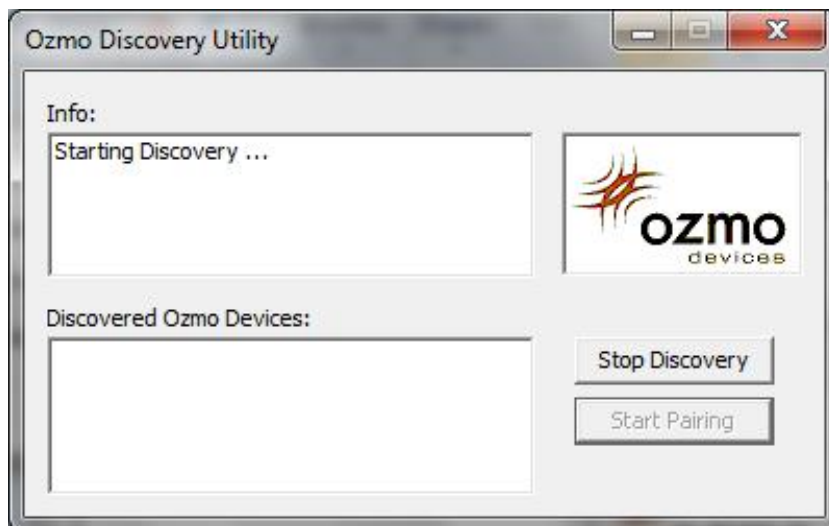 Ozmo Discovery Utility
Info:
Starting Discovery ...
ozmo
devices
Discovered Ozmo Devices:
Stop Discovery
Start Pairing